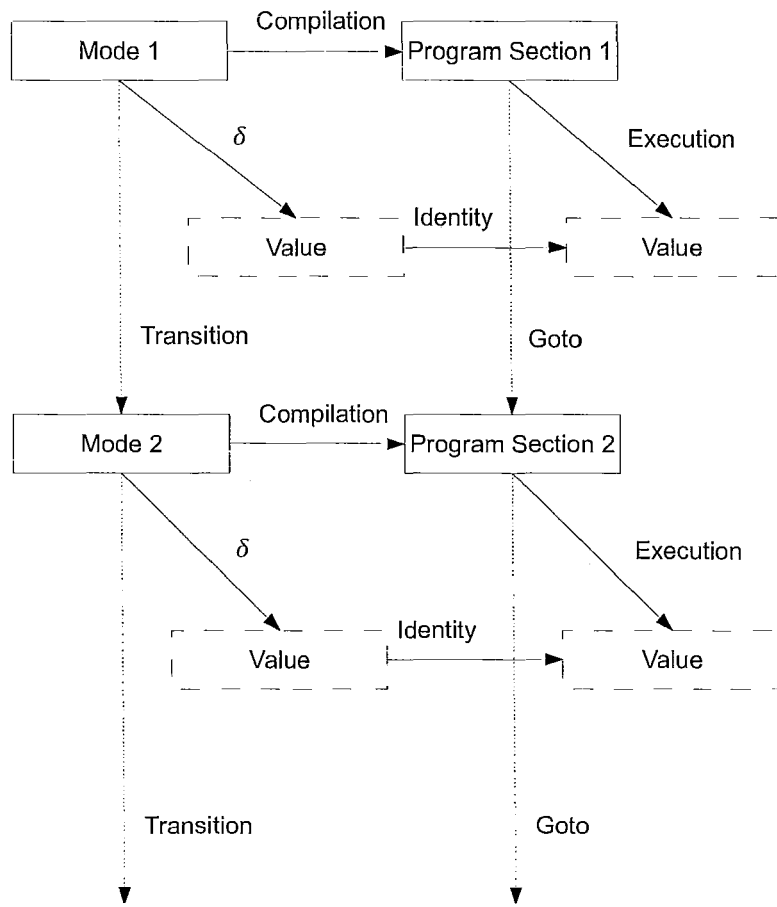 Compilation
Mode 1
Program Section 1
δ
Execution
Identity
Value
Value
Transition
Goto
Compilation
Mode 2
Program Section 2
δ
Execution
Identity
Value
Value
Transition
Goto